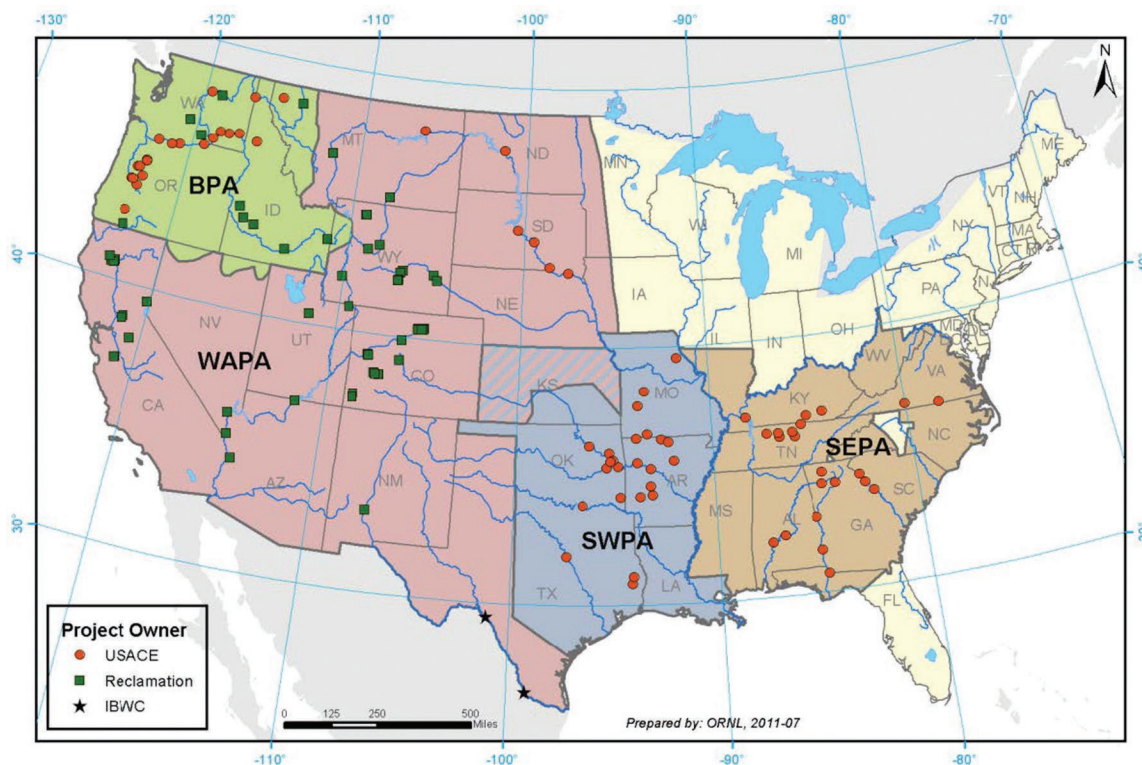 -130° -120° -110° -100° -90° -80° -70°
N
WA
MT
ND
MN
ME
OR
BPA
ID
SD
WI
VT
NH
NY
MA
CT
RI
40°
40°
WY
MI
IA
NE
PA
NV
UT
IL
IN
OH
MD
DE
WAPA
CO
KS
MO
WV
VA
KY
CA
SEPA
NC
TN
OK
AR
SC
AZ
NM
MS
AL
GA
30°
30°
SWPA
TX
LA
FL
Project Owner
USACE
Reclamation
IBWC
0 125 250 500
Miles
Prepared by: ORNL, 2011-07
-110° -100° -90° -80°